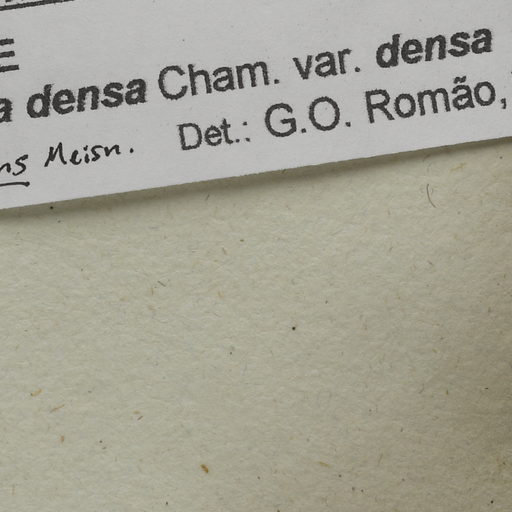 E
a densa Cham. var. densa
ns Meisn. Det.: G.O. Romão,